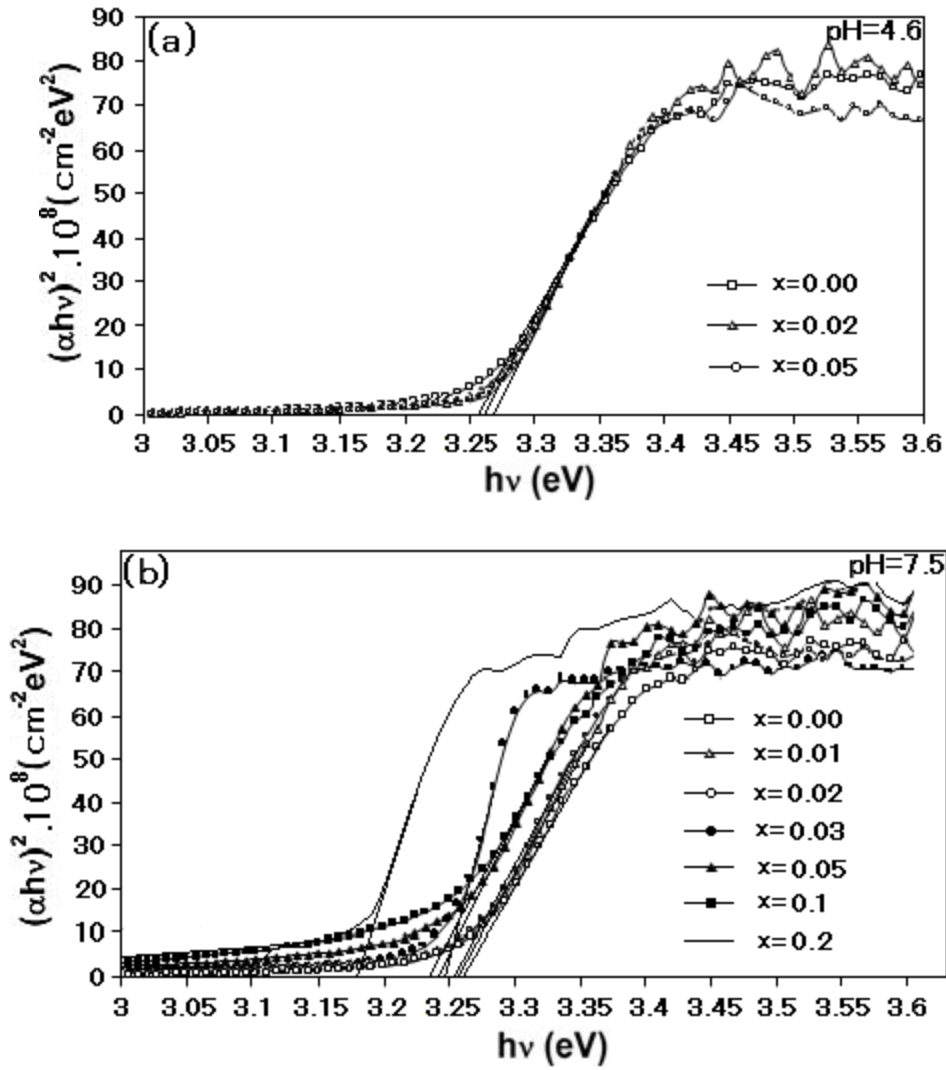 (a)
pH=4.6
(αhν)² .10⁸(cm⁻²eV²)
90
80
70
60
50
40
30
20
10
0
x=0.00
x=0.02
x=0.05
3 3.05 3.1 3.15 3.2 3.25 3.3 3.35 3.4 3.45 3.5 3.55 3.6
hν (eV)
(b)
pH=7.5
(αhν)² .10⁸(cm⁻²eV²)
90
80
70
60
50
40
30
20
10
0
x=0.00
x=0.01
x=0.02
x=0.03
x=0.05
x=0.1
x=0.2
3 3.05 3.1 3.15 3.2 3.25 3.3 3.35 3.4 3.45 3.5 3.55 3.6
hν (eV)